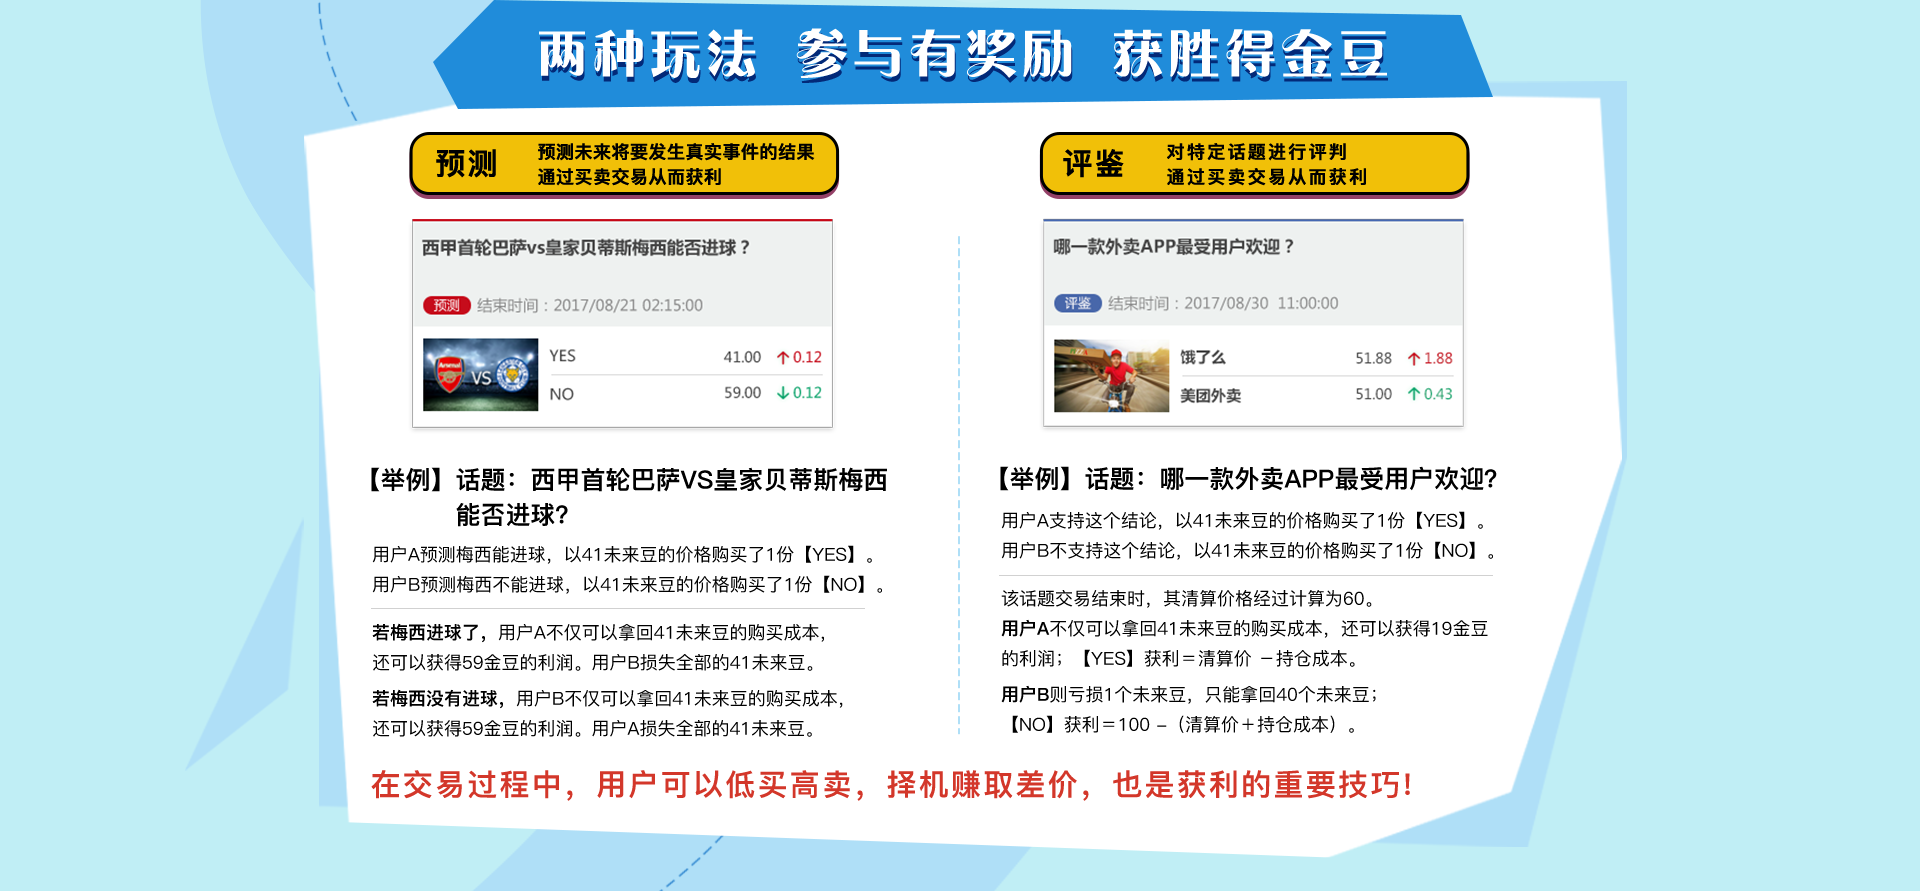 两种玩法 参与有奖励 获胜得金豆
预测
预测未来将要发生真实事件的结果
通过买卖交易从而获利
西甲首轮巴萨vs皇家贝蒂斯梅西能否进球？
预测 结束时间：2017/08/21 02:15:00
Arsenal
VS
YES 41.00 ↑0.12
NO 59.00 ↓0.12
【举例】话题：西甲首轮巴萨VS皇家贝蒂斯梅西
能否进球?
用户A预测梅西能进球，以41未来豆的价格购买了1份【YES】。
用户B预测梅西不能进球，以41未来豆的价格购买了1份【NO】。
若梅西进球了，用户A不仅可以拿回41未来豆的购买成本，
还可以获得59金豆的利润。用户B损失全部的41未来豆。
若梅西没有进球，用户B不仅可以拿回41未来豆的购买成本，
还可以获得59金豆的利润。用户A损失全部的41未来豆。
评鉴
对特定话题进行评判
通过买卖交易从而获利
哪一款外卖APP最受用户欢迎？
评鉴 结束时间：2017/08/30 11:00:00
饿了么 51.88 ↑1.88
美团外卖 51.00 ↑0.43
【举例】话题：哪一款外卖APP最受用户欢迎?
用户A支持这个结论，以41未来豆的价格购买了1份【YES】。
用户B不支持这个结论，以41未来豆的价格购买了1份【NO】。
该话题交易结束时，其清算价格经过计算为60。
用户A不仅可以拿回41未来豆的购买成本，还可以获得19金豆
的利润；【YES】获利＝清算价 －持仓成本。
用户B则亏损1个未来豆，只能拿回40个未来豆；
【NO】获利＝100 -（清算价＋持仓成本）。
在交易过程中，用户可以低买高卖，择机赚取差价，也是获利的重要技巧!